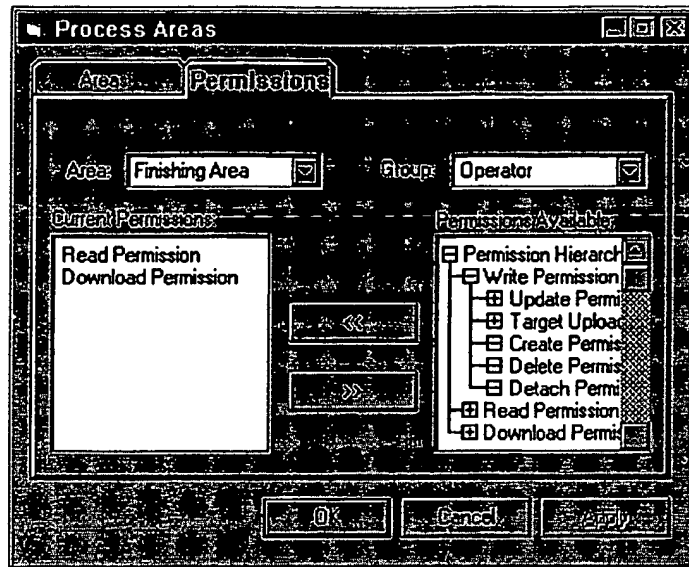 Process Areas
Areas Permissions
Area: Finishing Area Group: Operator
Current Permissions: Permissions Available:
Read Permission
Download Permission
Permission Hierarch
Write Permission
Update Permi
Target Upload
Create Permis
Delete Permis
Detach Permi
Read Permission
Download Permis
<<
>>
OK Cancel Apply